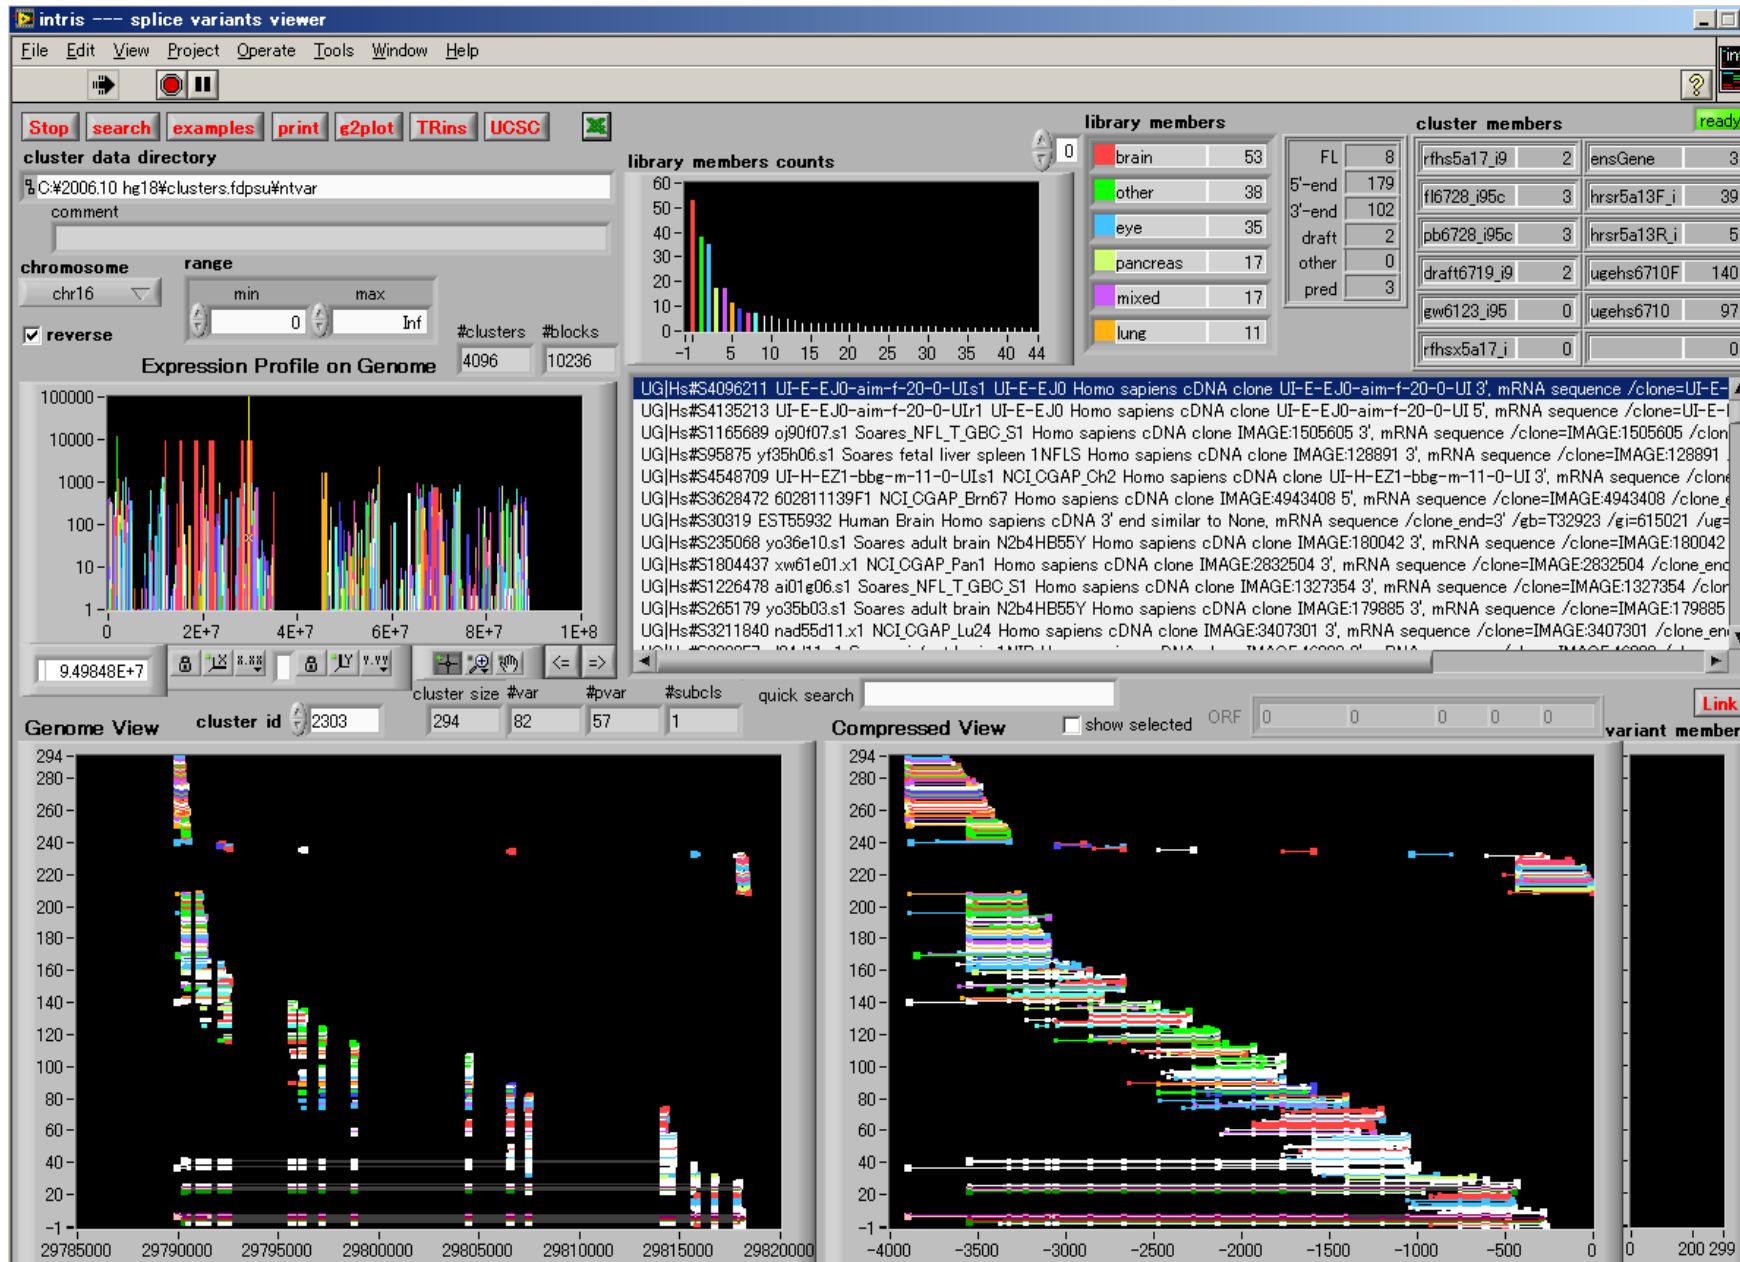 intris --- splice variants viewer
File Edit View Project Operate Tools Window Help
Stop search examples print g2plot TRins UCSC
ready
cluster data directory
C:¥2006.10 hg18¥clusters.fdpsu¥ntvar
comment
chromosome
chr16
range
min max
0 Inf
reverse
#clusters #blocks
4096 10236
library members counts
0
60
50
40
30
20
10
0
-1 5 10 15 20 25 30 35 40 44
library members
brain 53
other 38
eye 35
pancreas 17
mixed 17
lung 11
FL 8
5'-end 179
3'-end 102
draft 2
other 0
pred 3
cluster members
rfhs5a17_i9 2 ensGene 3
fl6728_i95c 3 hrsr5a13F_i 39
pb6728_i95c 3 hrsr5a13R_i 5
draft6719_i9 2 ugehs6710F 140
gw6123_i95 0 ugehs6710 97
rfhsx5a17_i 0 0
Expression Profile on Genome
100000
10000
1000
100
10
1
0 2E+7 4E+7 6E+7 8E+7 1E+8
9.49848E+7
X.XX Y.YY <= =>
UG|Hs#S4096211 UI-E-EJ0-aim-f-20-0-UIs1 UI-E-EJ0 Homo sapiens cDNA clone UI-E-EJ0-aim-f-20-0-UI 3', mRNA sequence /clone=UI-E-
UG|Hs#S4135213 UI-E-EJ0-aim-f-20-0-UIr1 UI-E-EJ0 Homo sapiens cDNA clone UI-E-EJ0-aim-f-20-0-UI 5', mRNA sequence /clone=UI-E-
UG|Hs#S1165689 oj90f07.s1 Soares_NFL_T_GBC_S1 Homo sapiens cDNA clone IMAGE:1505605 3', mRNA sequence /clone=IMAGE:1505605 /clon
UG|Hs#S95875 yf35h06.s1 Soares fetal liver spleen 1NFLS Homo sapiens cDNA clone IMAGE:128891 3', mRNA sequence /clone=IMAGE:128891
UG|Hs#S4548709 UI-H-EZ1-bbg-m-11-0-UIs1 NCI_CGAP_Ch2 Homo sapiens cDNA clone UI-H-EZ1-bbg-m-11-0-UI 3', mRNA sequence /clone
UG|Hs#S3628472 602811139F1 NCI_CGAP_Brn67 Homo sapiens cDNA clone IMAGE:4943408 5', mRNA sequence /clone=IMAGE:4943408 /clone_e
UG|Hs#S30319 EST55932 Human Brain Homo sapiens cDNA 3' end similar to None, mRNA sequence /clone_end=3' /gb=T32923 /gi=615021 /ug=
UG|Hs#S235068 yo36e10.s1 Soares adult brain N2b4HB55Y Homo sapiens cDNA clone IMAGE:180042 3', mRNA sequence /clone=IMAGE:180042
UG|Hs#S1804437 xw61e01.x1 NCI_CGAP_Pan1 Homo sapiens cDNA clone IMAGE:2832504 3', mRNA sequence /clone=IMAGE:2832504 /clone_enc
UG|Hs#S1226478 ai01g06.s1 Soares_NFL_T_GBC_S1 Homo sapiens cDNA clone IMAGE:1327354 3', mRNA sequence /clone=IMAGE:1327354 /clor
UG|Hs#S265179 yo35b03.s1 Soares adult brain N2b4HB55Y Homo sapiens cDNA clone IMAGE:179885 3', mRNA sequence /clone=IMAGE:179885
UG|Hs#S3211840 nad55d11.x1 NCI_CGAP_Lu24 Homo sapiens cDNA clone IMAGE:3407301 3', mRNA sequence /clone=IMAGE:3407301 /clone_en
cluster size #var #pvar #subcls
294 82 57 1
quick search
show selected
ORF 0 0 0 0 0
Link
Genome View
cluster id 2303
Compressed View
variant member
294
280
260
240
220
200
180
160
140
120
100
80
60
40
20
-1
29785000 29790000 29795000 29800000 29805000 29810000 29815000 29820000
294
280
260
240
220
200
180
160
140
120
100
80
60
40
20
-1
-4000 -3500 -3000 -2500 -2000 -1500 -1000 -500 0
0 200 299